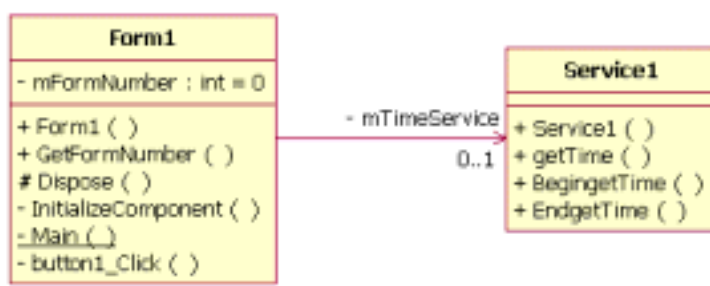 Form1
- mFormNumber : int = 0
+ Form1 ( )
+ GetFormNumber ( )
# Dispose ( )
- InitializeComponent ( )
- Main ( )
- button1_Click ( )
- mTimeService
0..1
Service1
+ Service1 ( )
+ getTime ( )
+ BegingetTime ( )
+ EndgetTime ( )